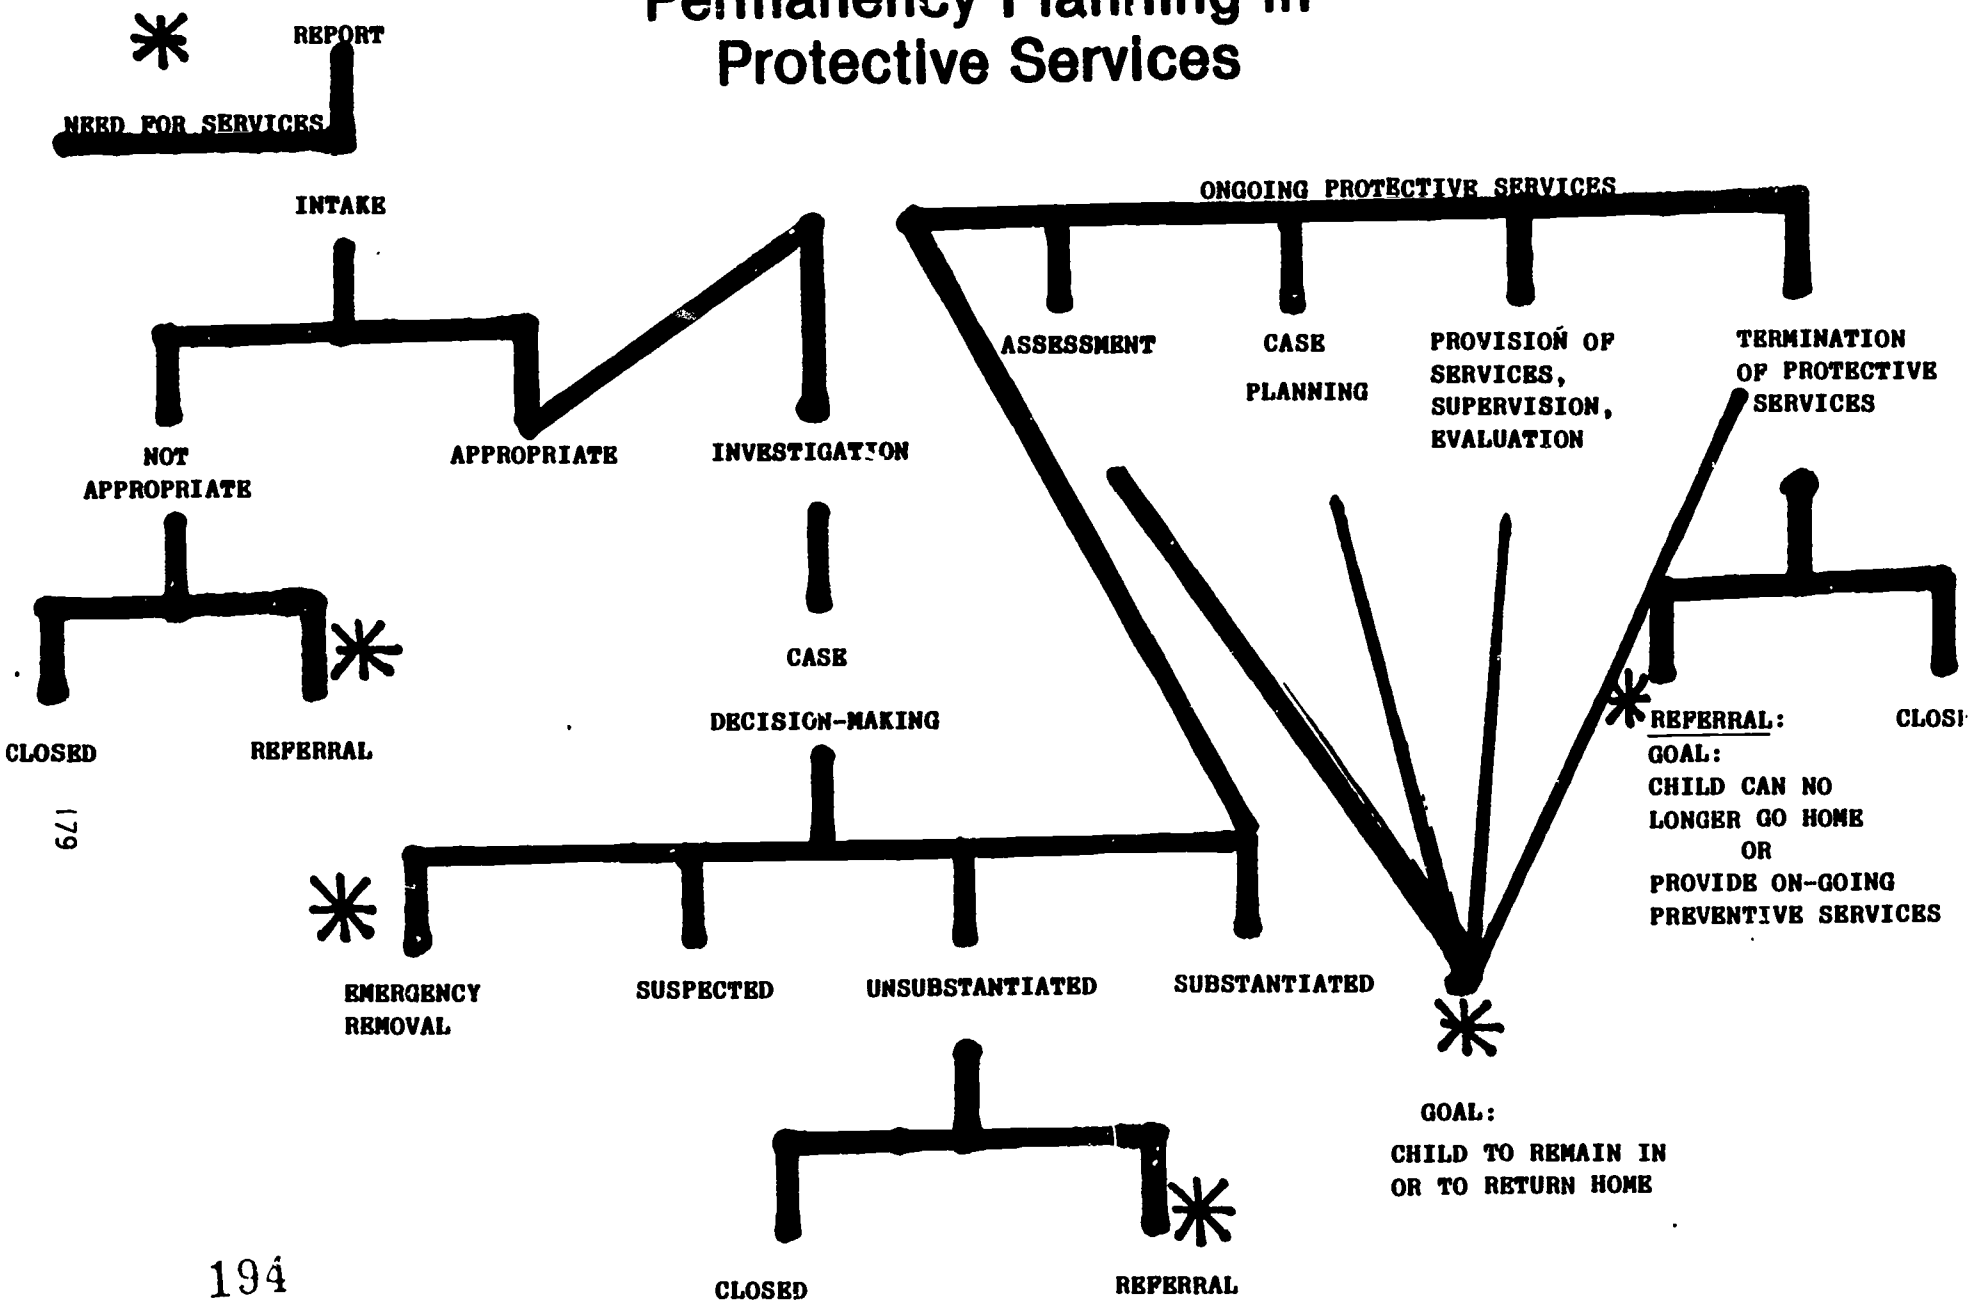 Permanency Planning in
Protective Services
REPORT
NEED FOR SERVICES
INTAKE
NOT
APPROPRIATE
APPROPRIATE
INVESTIGATION
CLOSED
REFERRAL
CASE
DECISION-MAKING
EMERGENCY
REMOVAL
SUSPECTED
UNSUBSTANTIATED
SUBSTANTIATED
CLOSED
REFERRAL
ONGOING PROTECTIVE SERVICES
ASSESSMENT
CASE
PLANNING
PROVISION OF
SERVICES,
SUPERVISION,
EVALUATION
TERMINATION
OF PROTECTIVE
SERVICES
REFERRAL:
GOAL:
CHILD CAN NO
LONGER GO HOME
OR
PROVIDE ON-GOING
PREVENTIVE SERVICES
GOAL:
CHILD TO REMAIN IN
OR TO RETURN HOME
179
194